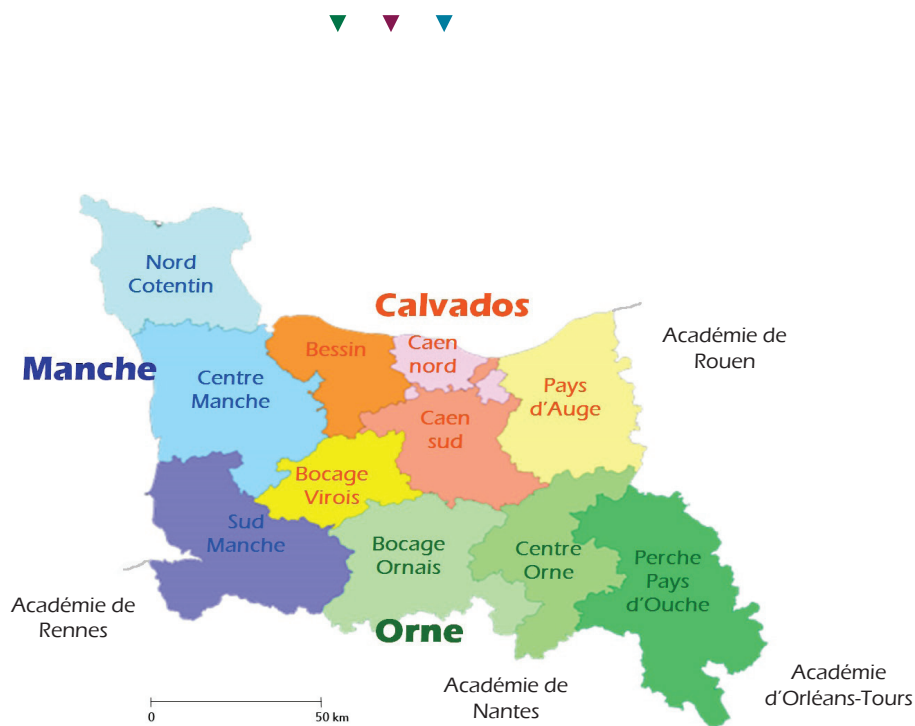 Nord
Cotentin
Calvados
Manche
Centre
Manche
Bessin
Caen
nord
Caen
sud
Pays
d'Auge
Académie de
Rouen
Bocage
Virois
Sud
Manche
Bocage
Ornais
Centre
Orne
Perche
Pays
d'Ouche
Académie de
Rennes
Orne
Académie de
Nantes
Académie
d'Orléans-Tours
0
50 km